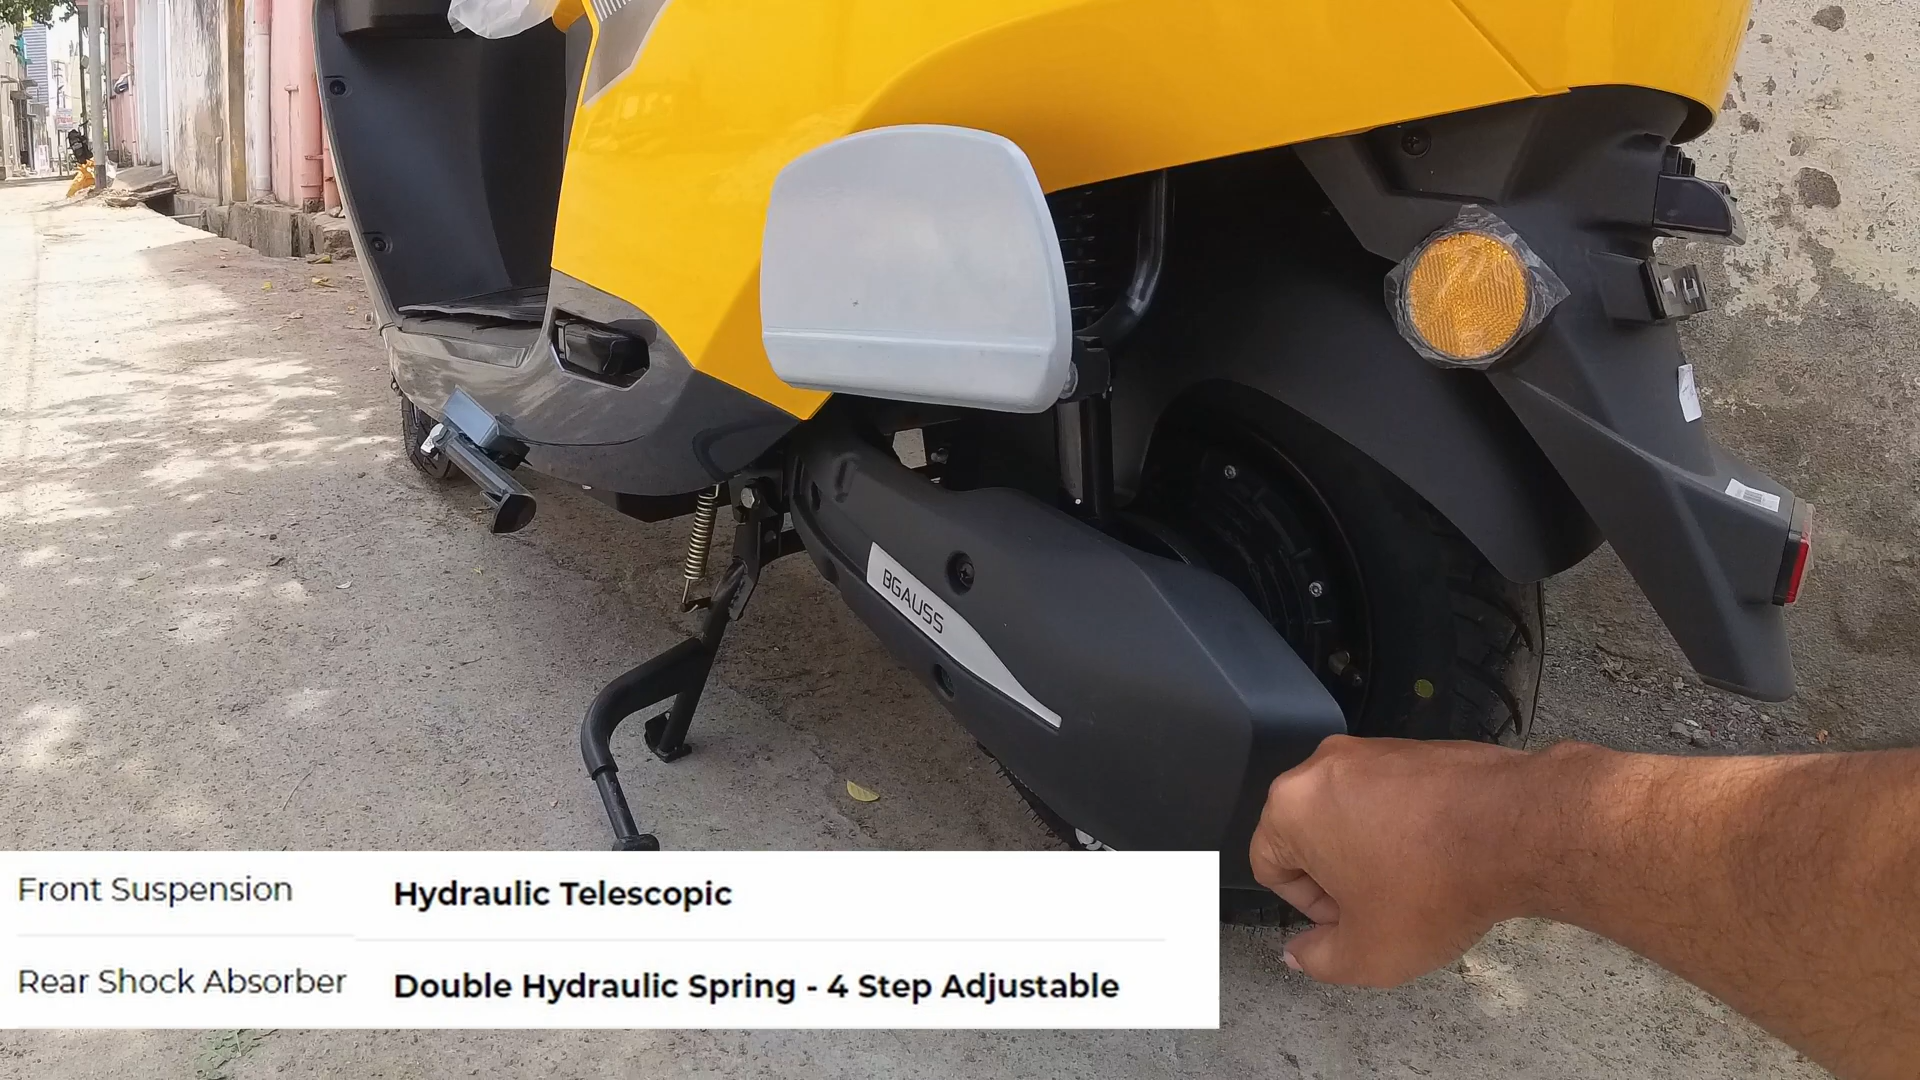 BGAUSS
Front Suspension
Hydraulic Telescopic
Rear Shock Absorber
Double Hydraulic Spring - 4 Step Adjustable